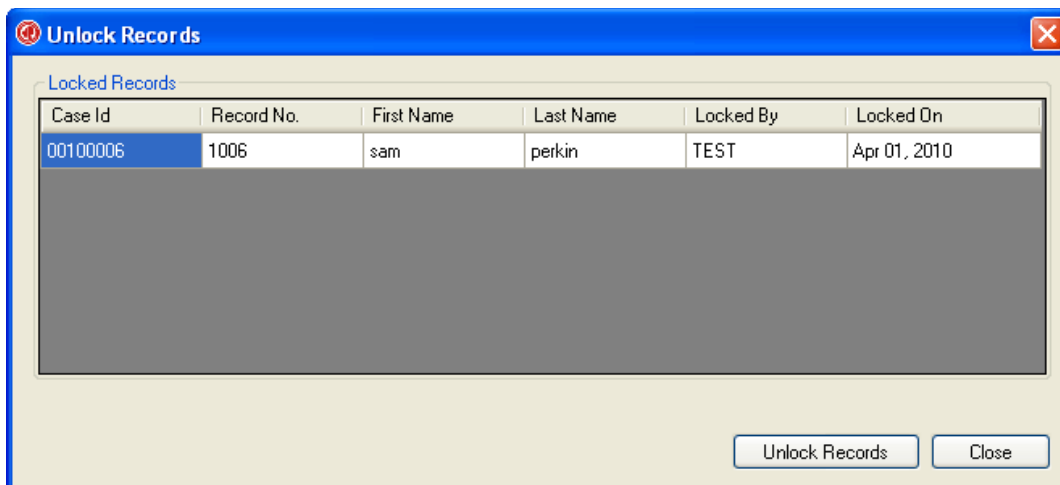 Unlock Records
Locked Records
Case Id Record No. First Name Last Name Locked By Locked On
00100006 1006 sam perkin TEST Apr 01, 2010
Unlock Records Close